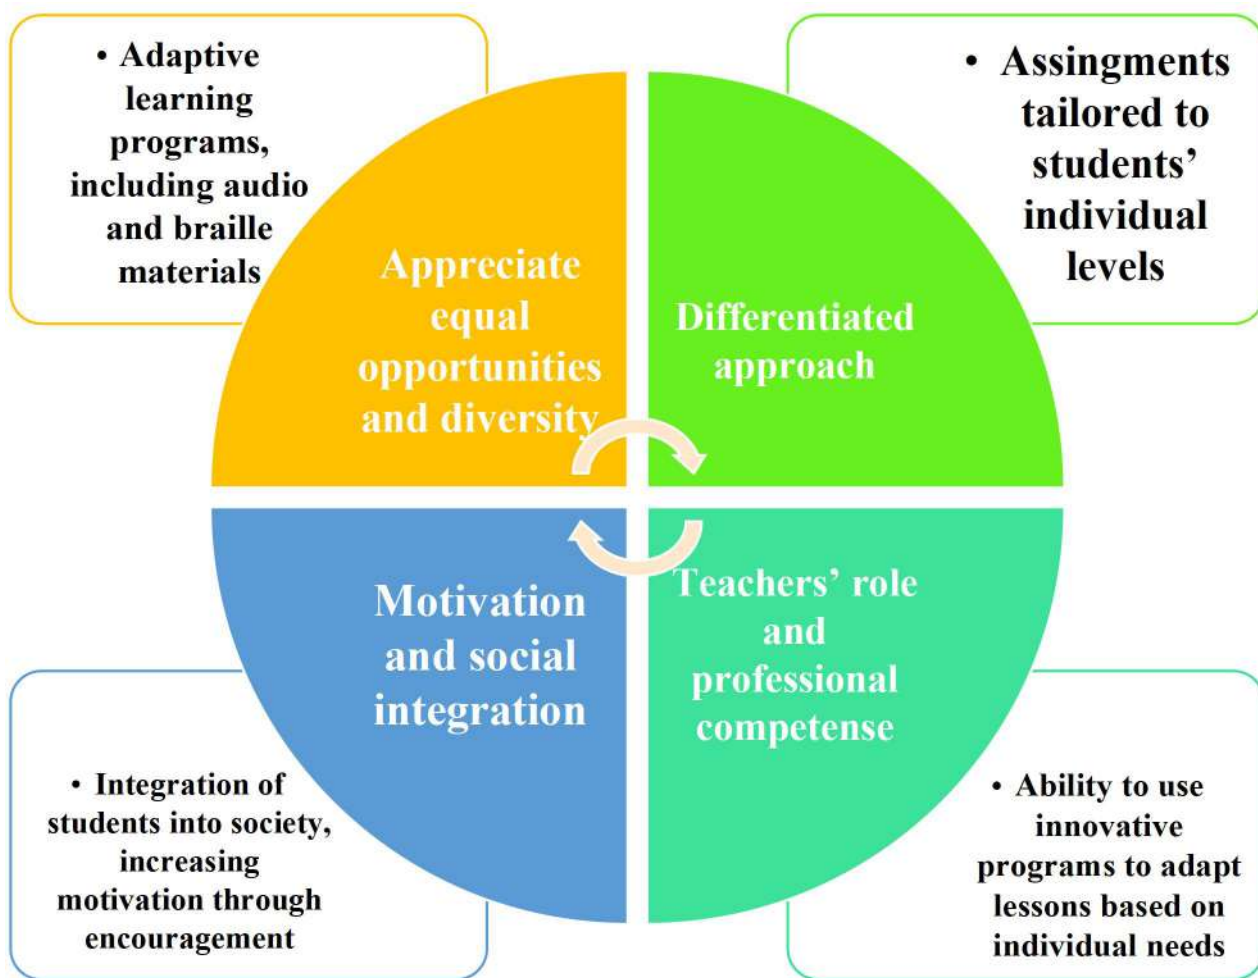 • Adaptive
learning
programs,
including audio
and braille
materials
Appreciate
equal
opportunities
and diversity
• Assingments
tailored to
students’
individual
levels
Differentiated
approach
Motivation
and social
integration
• Integration of
students into society,
increasing
motivation through
encouragement
Teachers’ role
and
professional
competense
• Ability to use
innovative
programs to adapt
lessons based on
individual needs